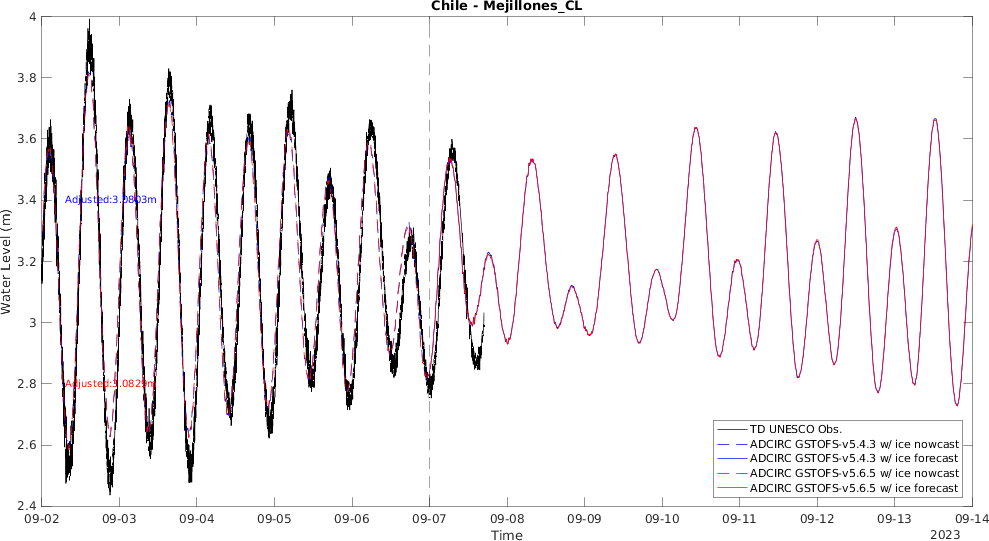 Chile - Mejillones_CL
4
3.8
3.6
3.4
3.2
3
2.8
2.6
2.4
Water Level (m)
Adjusted:3.0803m
Adjusted:3.0829m
TD UNESCO Obs.
ADCIRC GSTOFS-v5.4.3 w/ ice nowcast
ADCIRC GSTOFS-v5.4.3 w/ ice forecast
ADCIRC GSTOFS-v5.6.5 w/ ice nowcast
ADCIRC GSTOFS-v5.6.5 w/ ice forecast
09-02 09-03 09-04 09-05 09-06 09-07 09-08 09-09 09-10 09-11 09-12 09-13 09-14
Time
2023